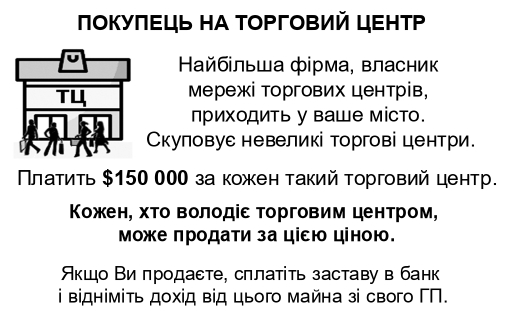 ПОКУПЕЦЬ НА ТОРГОВИЙ ЦЕНТР
Найбільша фірма, власник
мережі торгових центрів,
приходить у ваше місто.
Скуповує невеликі торгові центри.
ТЦ
Платить $150 000 за кожен такий торговий центр.
Кожен, хто володіє торговим центром,
може продати за цією ціною.
Якщо Ви продаєте, сплатіть заставу в банк
і відніміть дохід від цього майна зі свого ГП.